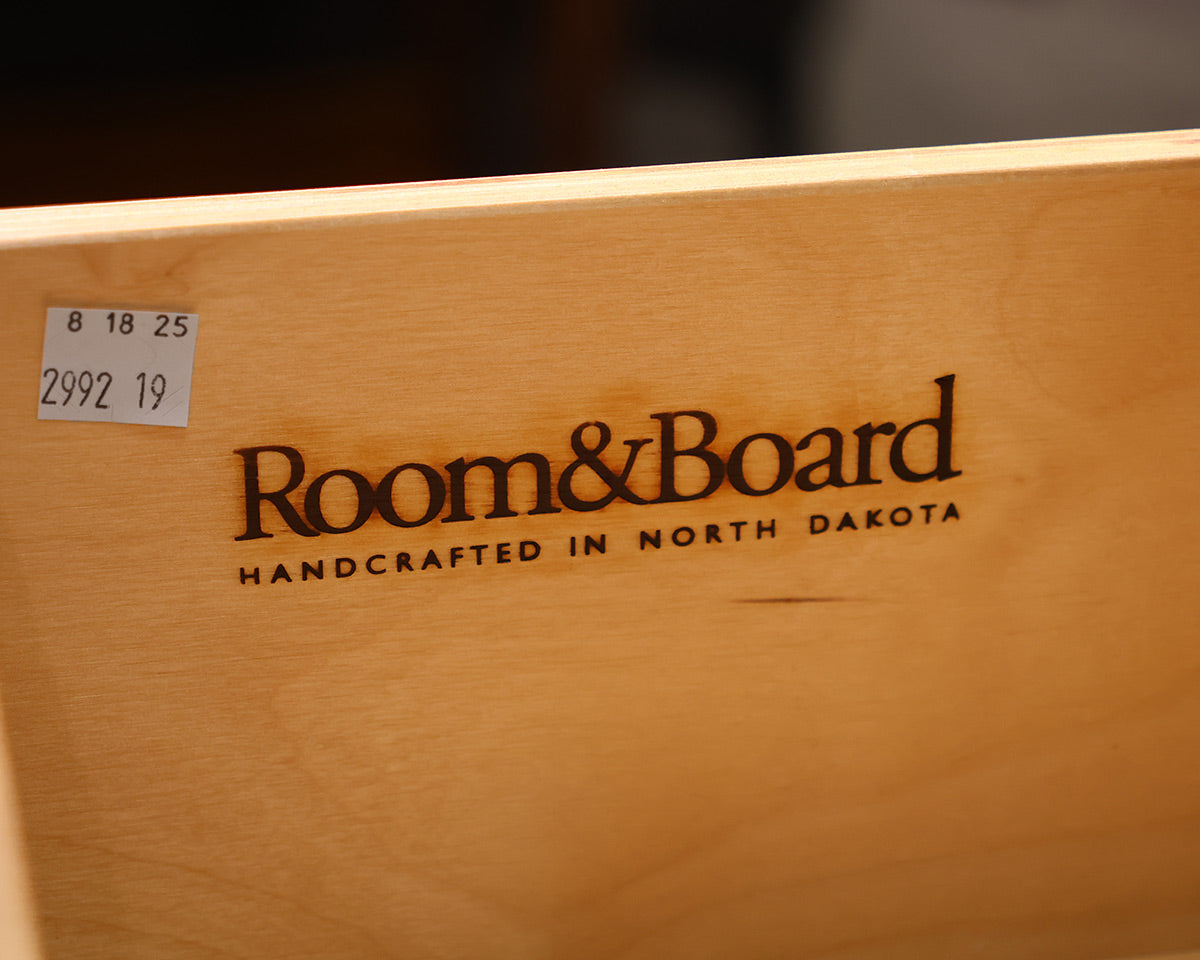 8 18 25
2992 19
Room&Board
HANDCRAFTED IN NORTH DAKOTA